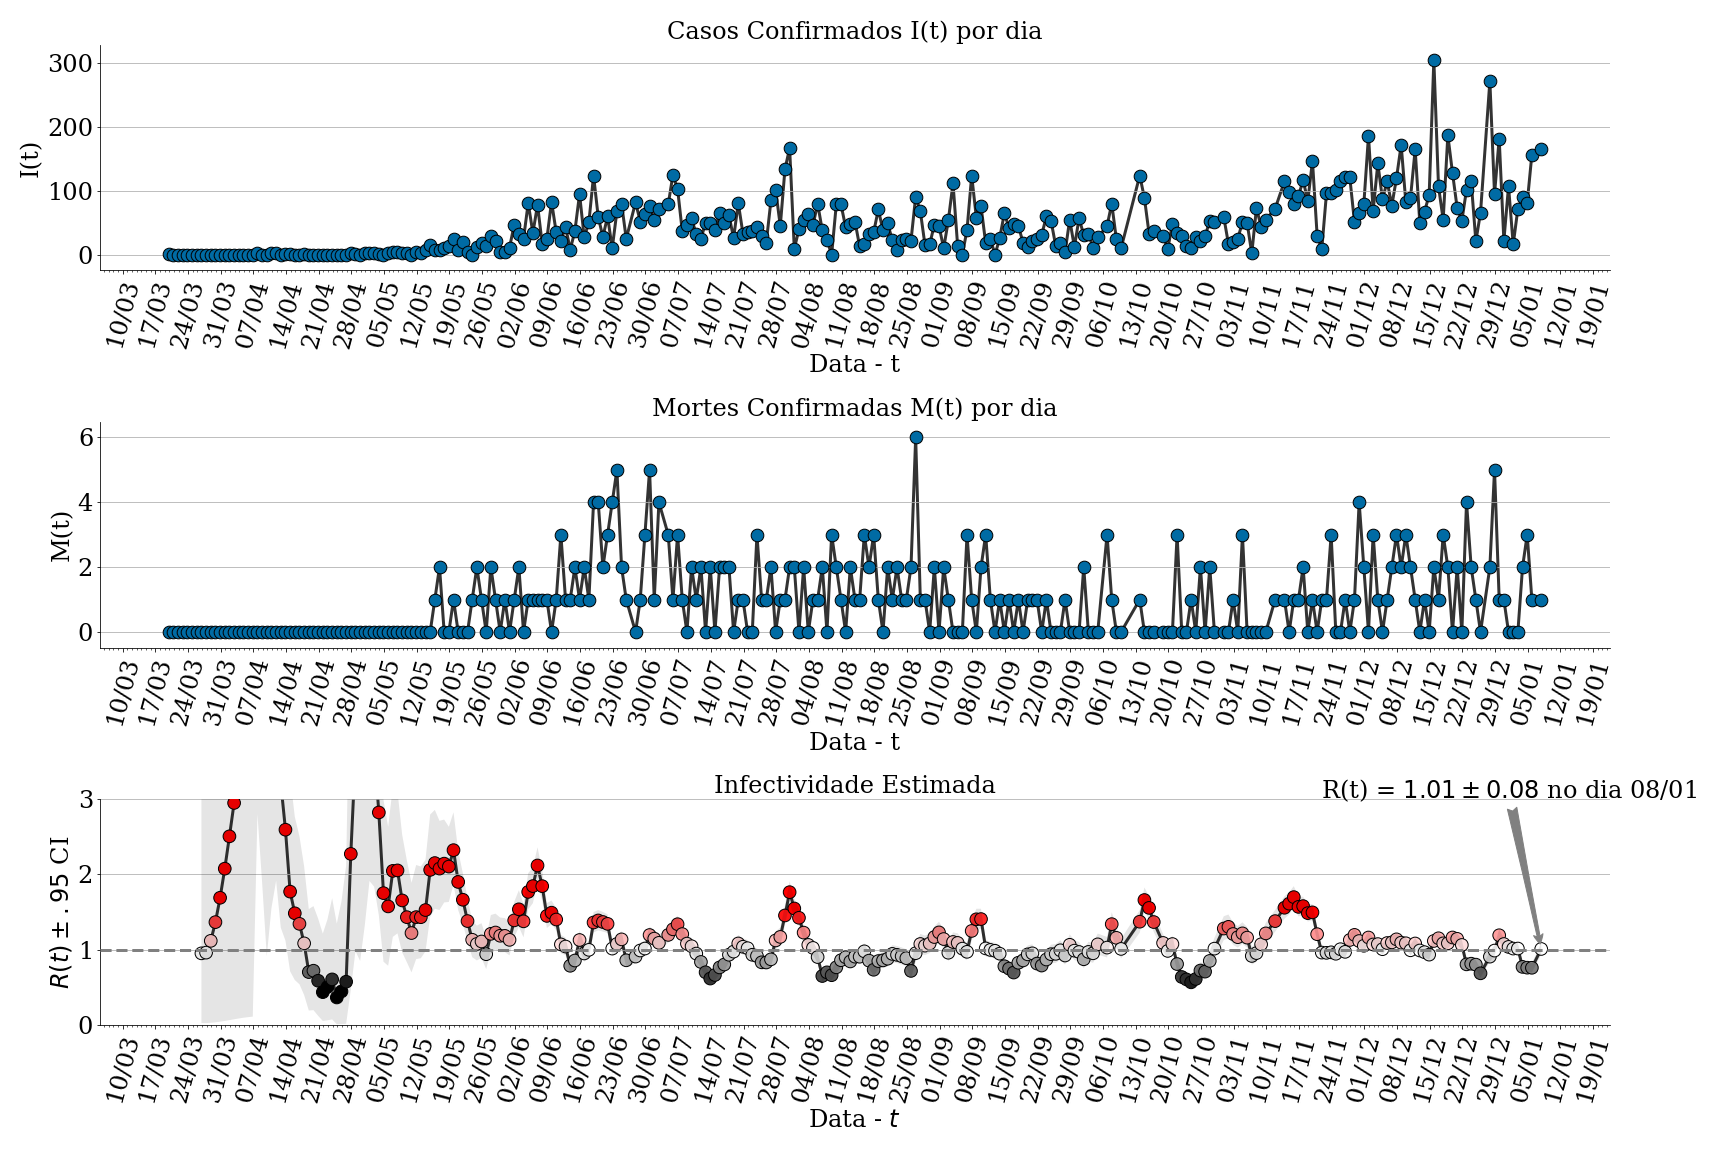 Casos Confirmados I(t) por dia
I(t)
300
200
100
0
10/03 17/03 24/03 31/03 07/04 14/04 21/04 28/04 05/05 12/05 19/05 26/05 02/06 09/06 16/06 23/06 30/06 07/07 14/07 21/07 28/07 04/08 11/08 18/08 25/08 01/09 08/09 15/09 22/09 29/09 06/10 13/10 20/10 27/10 03/11 10/11 17/11 24/11 01/12 08/12 15/12 22/12 29/12 05/01 12/01 19/01
Data - t
Mortes Confirmadas M(t) por dia
M(t)
6
4
2
0
10/03 17/03 24/03 31/03 07/04 14/04 21/04 28/04 05/05 12/05 19/05 26/05 02/06 09/06 16/06 23/06 30/06 07/07 14/07 21/07 28/07 04/08 11/08 18/08 25/08 01/09 08/09 15/09 22/09 29/09 06/10 13/10 20/10 27/10 03/11 10/11 17/11 24/11 01/12 08/12 15/12 22/12 29/12 05/01 12/01 19/01
Data - t
Infectividade Estimada
R(t) = 1.01 ± 0.08 no dia 08/01
R(t) ± .95 CI
3
2
1
0
10/03 17/03 24/03 31/03 07/04 14/04 21/04 28/04 05/05 12/05 19/05 26/05 02/06 09/06 16/06 23/06 30/06 07/07 14/07 21/07 28/07 04/08 11/08 18/08 25/08 01/09 08/09 15/09 22/09 29/09 06/10 13/10 20/10 27/10 03/11 10/11 17/11 24/11 01/12 08/12 15/12 22/12 29/12 05/01 12/01 19/01
Data - t